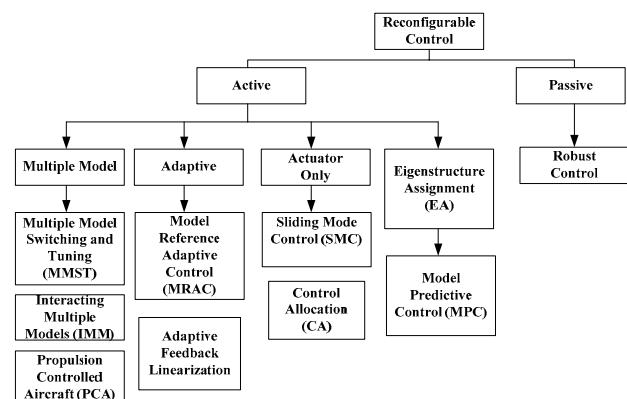 Reconfigurable
Control
Active
Passive
Multiple Model
Adaptive
Actuator
Only
Eigenstructure
Assignment
(EA)
Robust
Control
Multiple Model
Switching and
Tuning
(MMST)
Model
Reference
Adaptive
Control
(MRAC)
Sliding Mode
Control (SMC)
Model
Predictive
Control (MPC)
Interacting
Multiple
Models (IMM)
Adaptive
Feedback
Linearization
Control
Allocation
(CA)
Propulsion
Controlled
Aircraft (PCA)